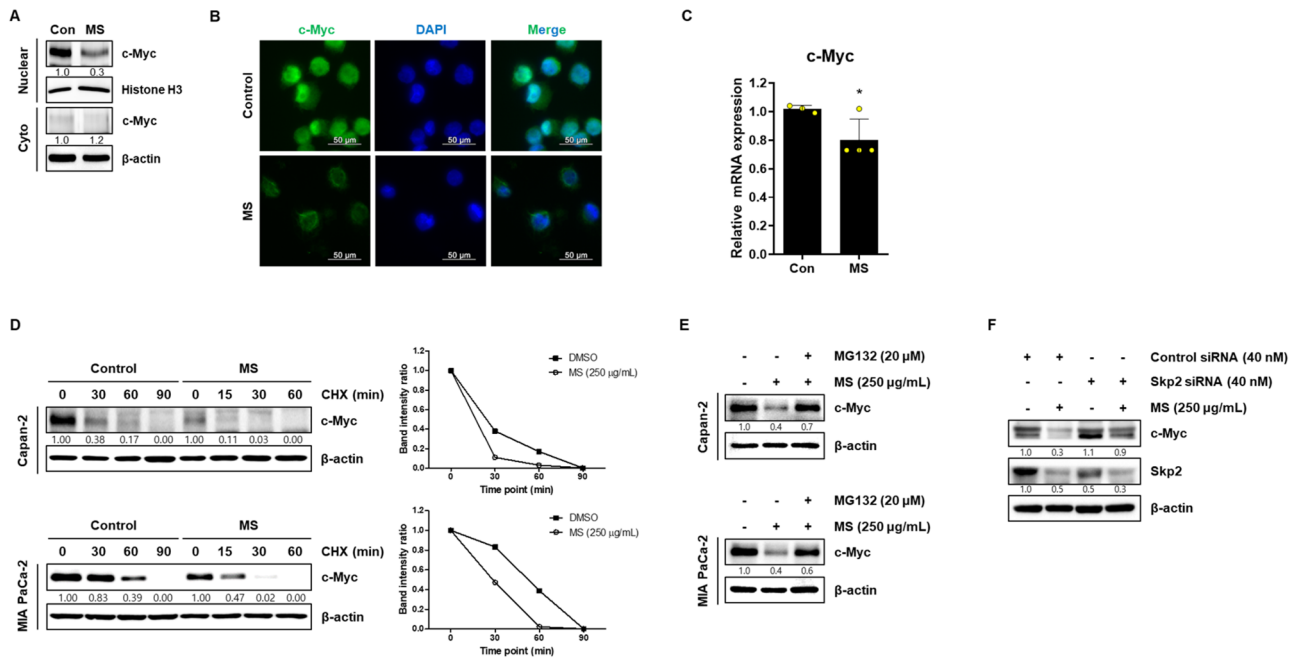 A
Con MS
Nuclear
c-Myc
1.0 0.3
Histone H3
Cyto
c-Myc
1.0 1.2
β-actin
B
c-Myc DAPI Merge
Control
50 μm 50 μm 50 μm
MS
50 μm 50 μm 50 μm
C
c-Myc
Relative mRNA expression
1.2
1.0
0.8
0.6
0.4
0.2
0.0
*
Con MS
D
Control MS
0 30 60 90 0 15 30 60 CHX (min)
Capan-2
c-Myc
1.00 0.38 0.17 0.00 1.00 0.11 0.03 0.00
β-actin
Band intensity ratio
1.2
1.0
0.8
0.6
0.4
0.2
0.0
DMSO
MS (250 μg/mL)
0 30 60 90
Time point (min)
Control MS
0 30 60 90 0 15 30 60 CHX (min)
MIA PaCa-2
c-Myc
1.00 0.83 0.39 0.00 1.00 0.47 0.02 0.00
β-actin
Band intensity ratio
1.2
1.0
0.8
0.6
0.4
0.2
0.0
DMSO
MS (250 μg/mL)
0 30 60 90
Time point (min)
E
- - + MG132 (20 μM)
- + + MS (250 μg/mL)
Capan-2
c-Myc
1.0 0.4 0.7
β-actin
- - + MG132 (20 μM)
- + + MS (250 μg/mL)
MIA PaCa-2
c-Myc
1.0 0.4 0.6
β-actin
F
+ + - - Control siRNA (40 nM)
- - + + Skp2 siRNA (40 nM)
- + - + MS (250 μg/mL)
c-Myc
1.0 0.3 1.1 0.9
Skp2
1.0 0.5 0.5 0.3
β-actin